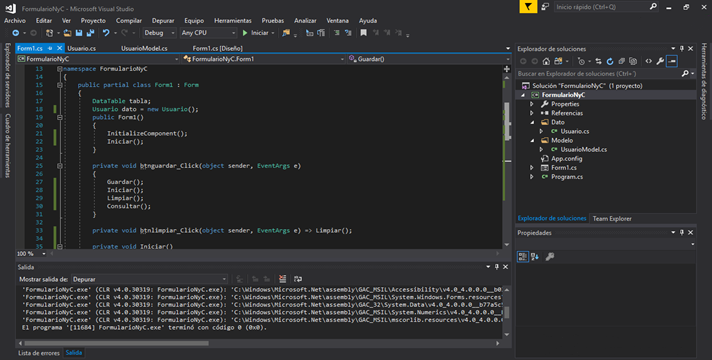 FormularioNyC - Microsoft Visual Studio
Inicio rápido (Ctrl+E)
Archivo Editar Ver Proyecto Compilar Depurar Equipo Herramientas Pruebas Analizar Ventana Ayuda
Debug Any CPU Iniciar
Form1.cs Usuario.cs UsuarioModel.cs Form1.cs [Diseño]
FormularioNyC FormularioNyC.Form1 Guardar()
Explorador de servidores
Cuadro de herramientas
13 namespace FormularioNyC
14 {
15 public partial class Form1 : Form
16 {
17 DataTable tabla;
18 Usuario dato = new Usuario();
19 public Form1()
20 {
21 InitializeComponent();
22 Iniciar();
23 }
24
25 private void btnguardar_Click(object sender, EventArgs e)
26 {
27 Guardar();
28 Iniciar();
29 Limpiar();
30 Consultar();
31 }
32
33 private void btnlimpiar_Click(object sender, EventArgs e) => Limpiar();
34
35 private void Iniciar()
100 %
Salida
Mostrar salida de: Depurar
'FormularioNyC.exe' (CLR v4.0.30319: FormularioNyC.exe): 'C:\Windows\Microsoft.Net\assembly\GAC_MSIL\Accessibility\v4.0_4.0.0.0__b0
'FormularioNyC.exe' (CLR v4.0.30319: FormularioNyC.exe): 'C:\Windows\Microsoft.Net\assembly\GAC_MSIL\System.Windows.Forms.resources
'FormularioNyC.exe' (CLR v4.0.30319: FormularioNyC.exe): 'C:\Windows\Microsoft.Net\assembly\GAC_32\System.Data\v4.0_4.0.0.0__b77a5c
'FormularioNyC.exe' (CLR v4.0.30319: FormularioNyC.exe): 'C:\Windows\Microsoft.Net\assembly\GAC_MSIL\System.Numerics\v4.0_4.0.0.0__
'FormularioNyC.exe' (CLR v4.0.30319: FormularioNyC.exe): 'C:\Windows\Microsoft.Net\assembly\GAC_MSIL\mscorlib.resources\v4.0_4.0.0.
El programa '[11684] FormularioNyC.exe' terminó con código 0 (0x0).
Lista de errores Salida
Explorador de soluciones
Buscar en Explorador de soluciones (Ctrl+´)
Solución "FormularioNyC" (1 proyecto)
FormularioNyC
Properties
Referencias
Dato
Usuario.cs
Modelo
UsuarioModel.cs
App.config
Form1.cs
Program.cs
Explorador de soluciones Team Explorer
Propiedades
Herramientas de diagnóstico